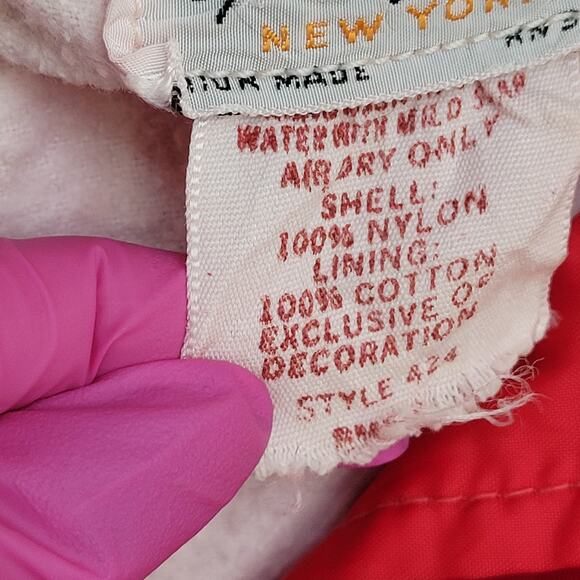 NEW YORK
MADE
WATER WITH MILD SOAP
AIR DRY ONLY
SHELL:
100% NYLON
LINING:
100% COTTON
EXCLUSIVE OF
DECORATION
STYLE 424